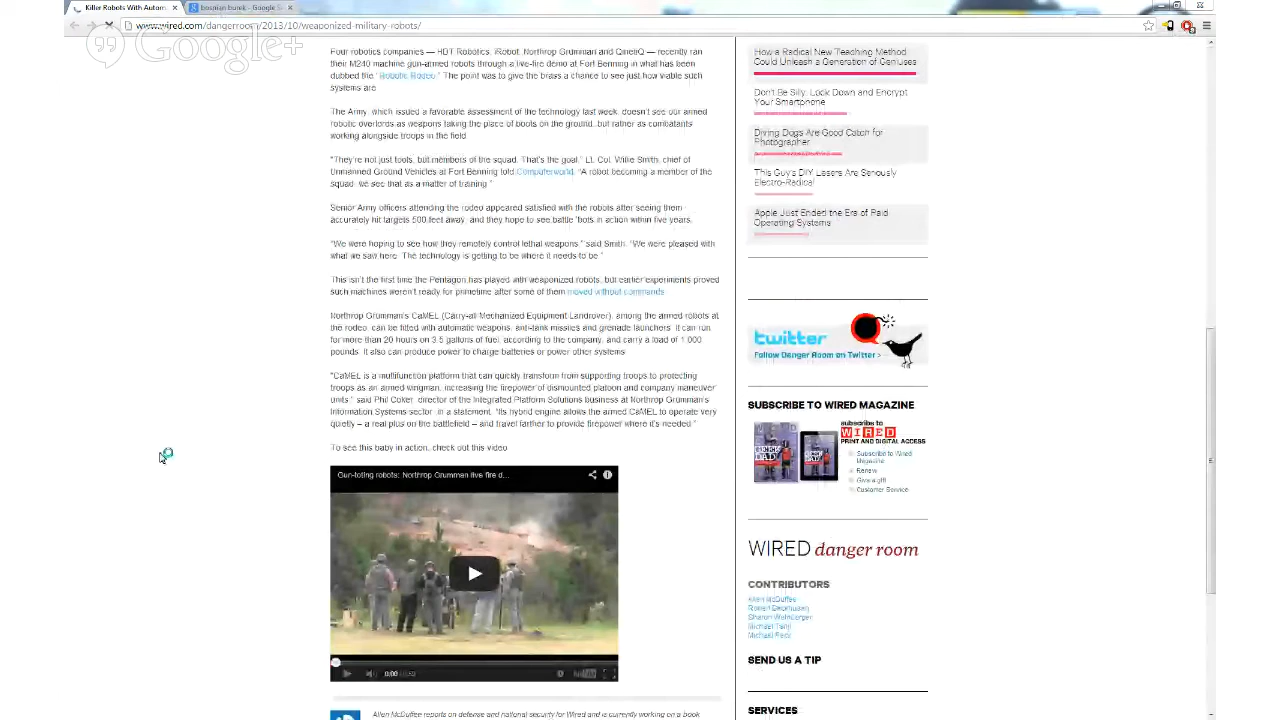 Killer Robots With Autom
bosnian burek - Google S
www.wired.com/dangerroom/2013/10/weaponized-military-robots/
Google+
Four robotics companies — HDT Robotics, iRobot, Northrop Grumman and QinetiQ — recently ran
their M240 machine gun-armed robots through a live-fire demo at Fort Benning in what has been
dubbed the "Robotic Rodeo." The point was to give the brass a chance to see just how viable such
systems are.
The Army, which issued a favorable assessment of the technology last week, doesn't see our armed
robotic overlords as weapons taking the place of boots on the ground, but rather as combatants
working alongside troops in the field.
"They're not just tools, but members of the squad. That's the goal," Lt. Col. Willie Smith, chief of
Unmanned Ground Vehicles at Fort Benning told Computerworld. "A robot becoming a member of the
squad, we see that as a matter of training."
Senior Army officers attending the rodeo appeared satisfied with the robots after seeing them
accurately hit targets 500 feet away, and they hope to see battle 'bots in action within five years.
"We were hoping to see how they remotely control lethal weapons," said Smith. "We were pleased with
what we saw here. The technology is getting to be where it needs to be."
This isn't the first time the Pentagon has played with weaponized robots, but earlier experiments proved
such machines weren't ready for primetime after some of them moved without commands.
Northrop Grumman's CaMEL (Carry-all Mechanized Equipment Landrover), among the armed robots at
the rodeo, can be fitted with automatic weapons, anti-tank missiles and grenade launchers. It can run
for more than 20 hours on 3.5 gallons of fuel, according to the company, and carry a load of 1,000
pounds. It also can produce power to charge batteries or power other systems.
"CaMEL is a multifunction platform that can quickly transform from supporting troops to protecting
troops as an armed wingman, increasing the firepower of dismounted platoon and company maneuver
units," said Phil Coker, director of the Integrated Platform Solutions business at Northrop Grumman's
Information Systems sector, in a statement. "Its hybrid engine allows the armed CaMEL to operate very
quietly – a real plus on the battlefield – and travel farther to provide firepower where it's needed."
To see this baby in action, check out this video
Gun-toting robots: Northrop Grumman live fire d...
0:00
Allen McDuffee reports on defense and national security for Wired and is currently working on a book
How a Radical New Teaching Method
Could Unleash a Generation of Geniuses
Don't Be Silly. Lock Down and Encrypt
Your Smartphone
Diving Dogs Are Good Catch for
Photographer
This Guy's DIY Lasers Are Seriously
Electro-Radical
Apple Just Ended the Era of Paid
Operating Systems
twitter
Follow Danger Room on Twitter >
SUBSCRIBE TO WIRED MAGAZINE
subscribe to
WIRED
PRINT AND DIGITAL ACCESS
Subscribe to Wired
Magazine
Renew
Give a gift
Customer Service
WIRED danger room
CONTRIBUTORS
Allen McDuffee
Robert Beckhusen
Sharon Weinberger
Michael Tanji
Michael Peck
SEND US A TIP
SERVICES